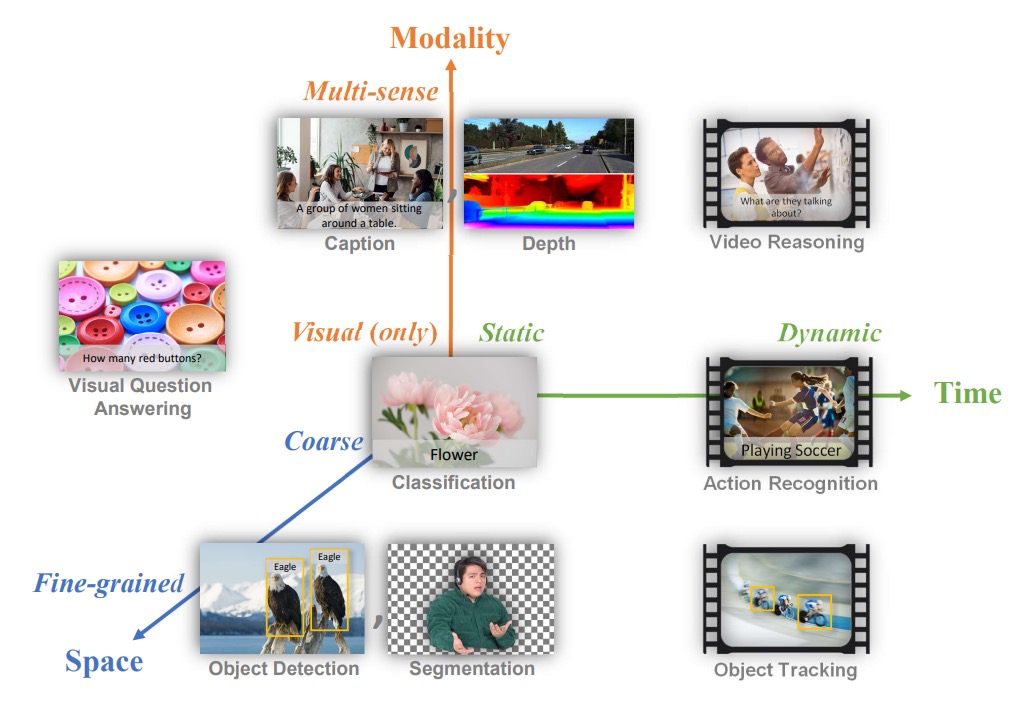 Modality
Multi-sense
A group of women sitting
around a table.
Caption
,
Depth
What are they talking
about?
Video Reasoning
How many red buttons?
Visual Question
Answering
Visual (only)
Static
Dynamic
Time
Flower
Classification
Playing Soccer
Action Recognition
Coarse
Fine-grained
Space
Eagle
Eagle
Object Detection
,
Segmentation
Object Tracking